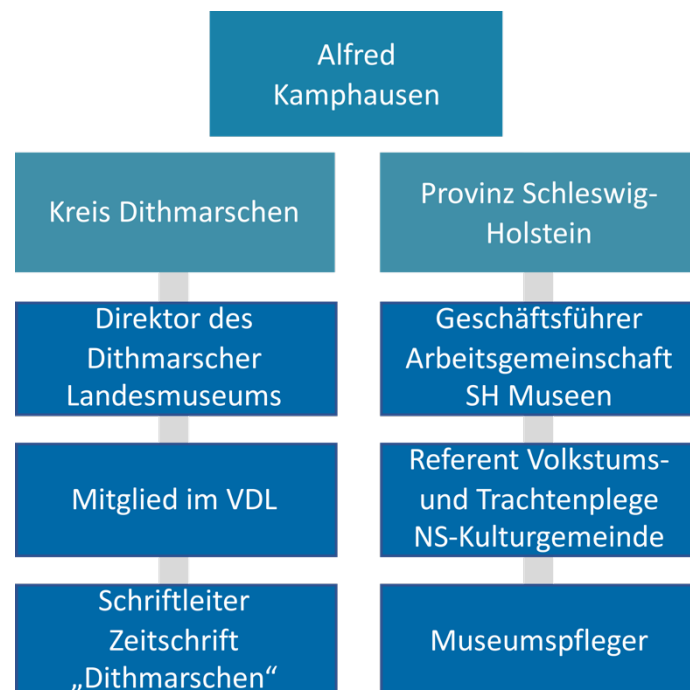 Alfred
Kamphausen
Kreis Dithmarschen
Provinz Schleswig-
Holstein
Direktor des
Dithmarscher
Landesmuseums
Geschäftsführer
Arbeitsgemeinschaft
SH Museen
Mitglied im VDL
Referent Volkstums-
und Trachtenplege
NS-Kulturgemeinde
Schriftleiter
Zeitschrift
„Dithmarschen“
Museumspfleger